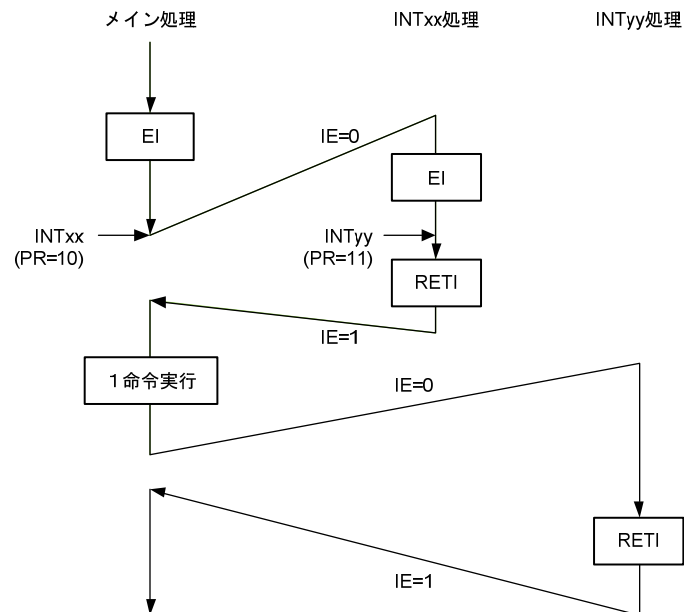 メイン処理
INTxx処理
INTyy処理
EI
IE=0
EI
INTxx
(PR=10)
INTyy
(PR=11)
RETI
IE=1
１命令実行
IE=0
RETI
IE=1